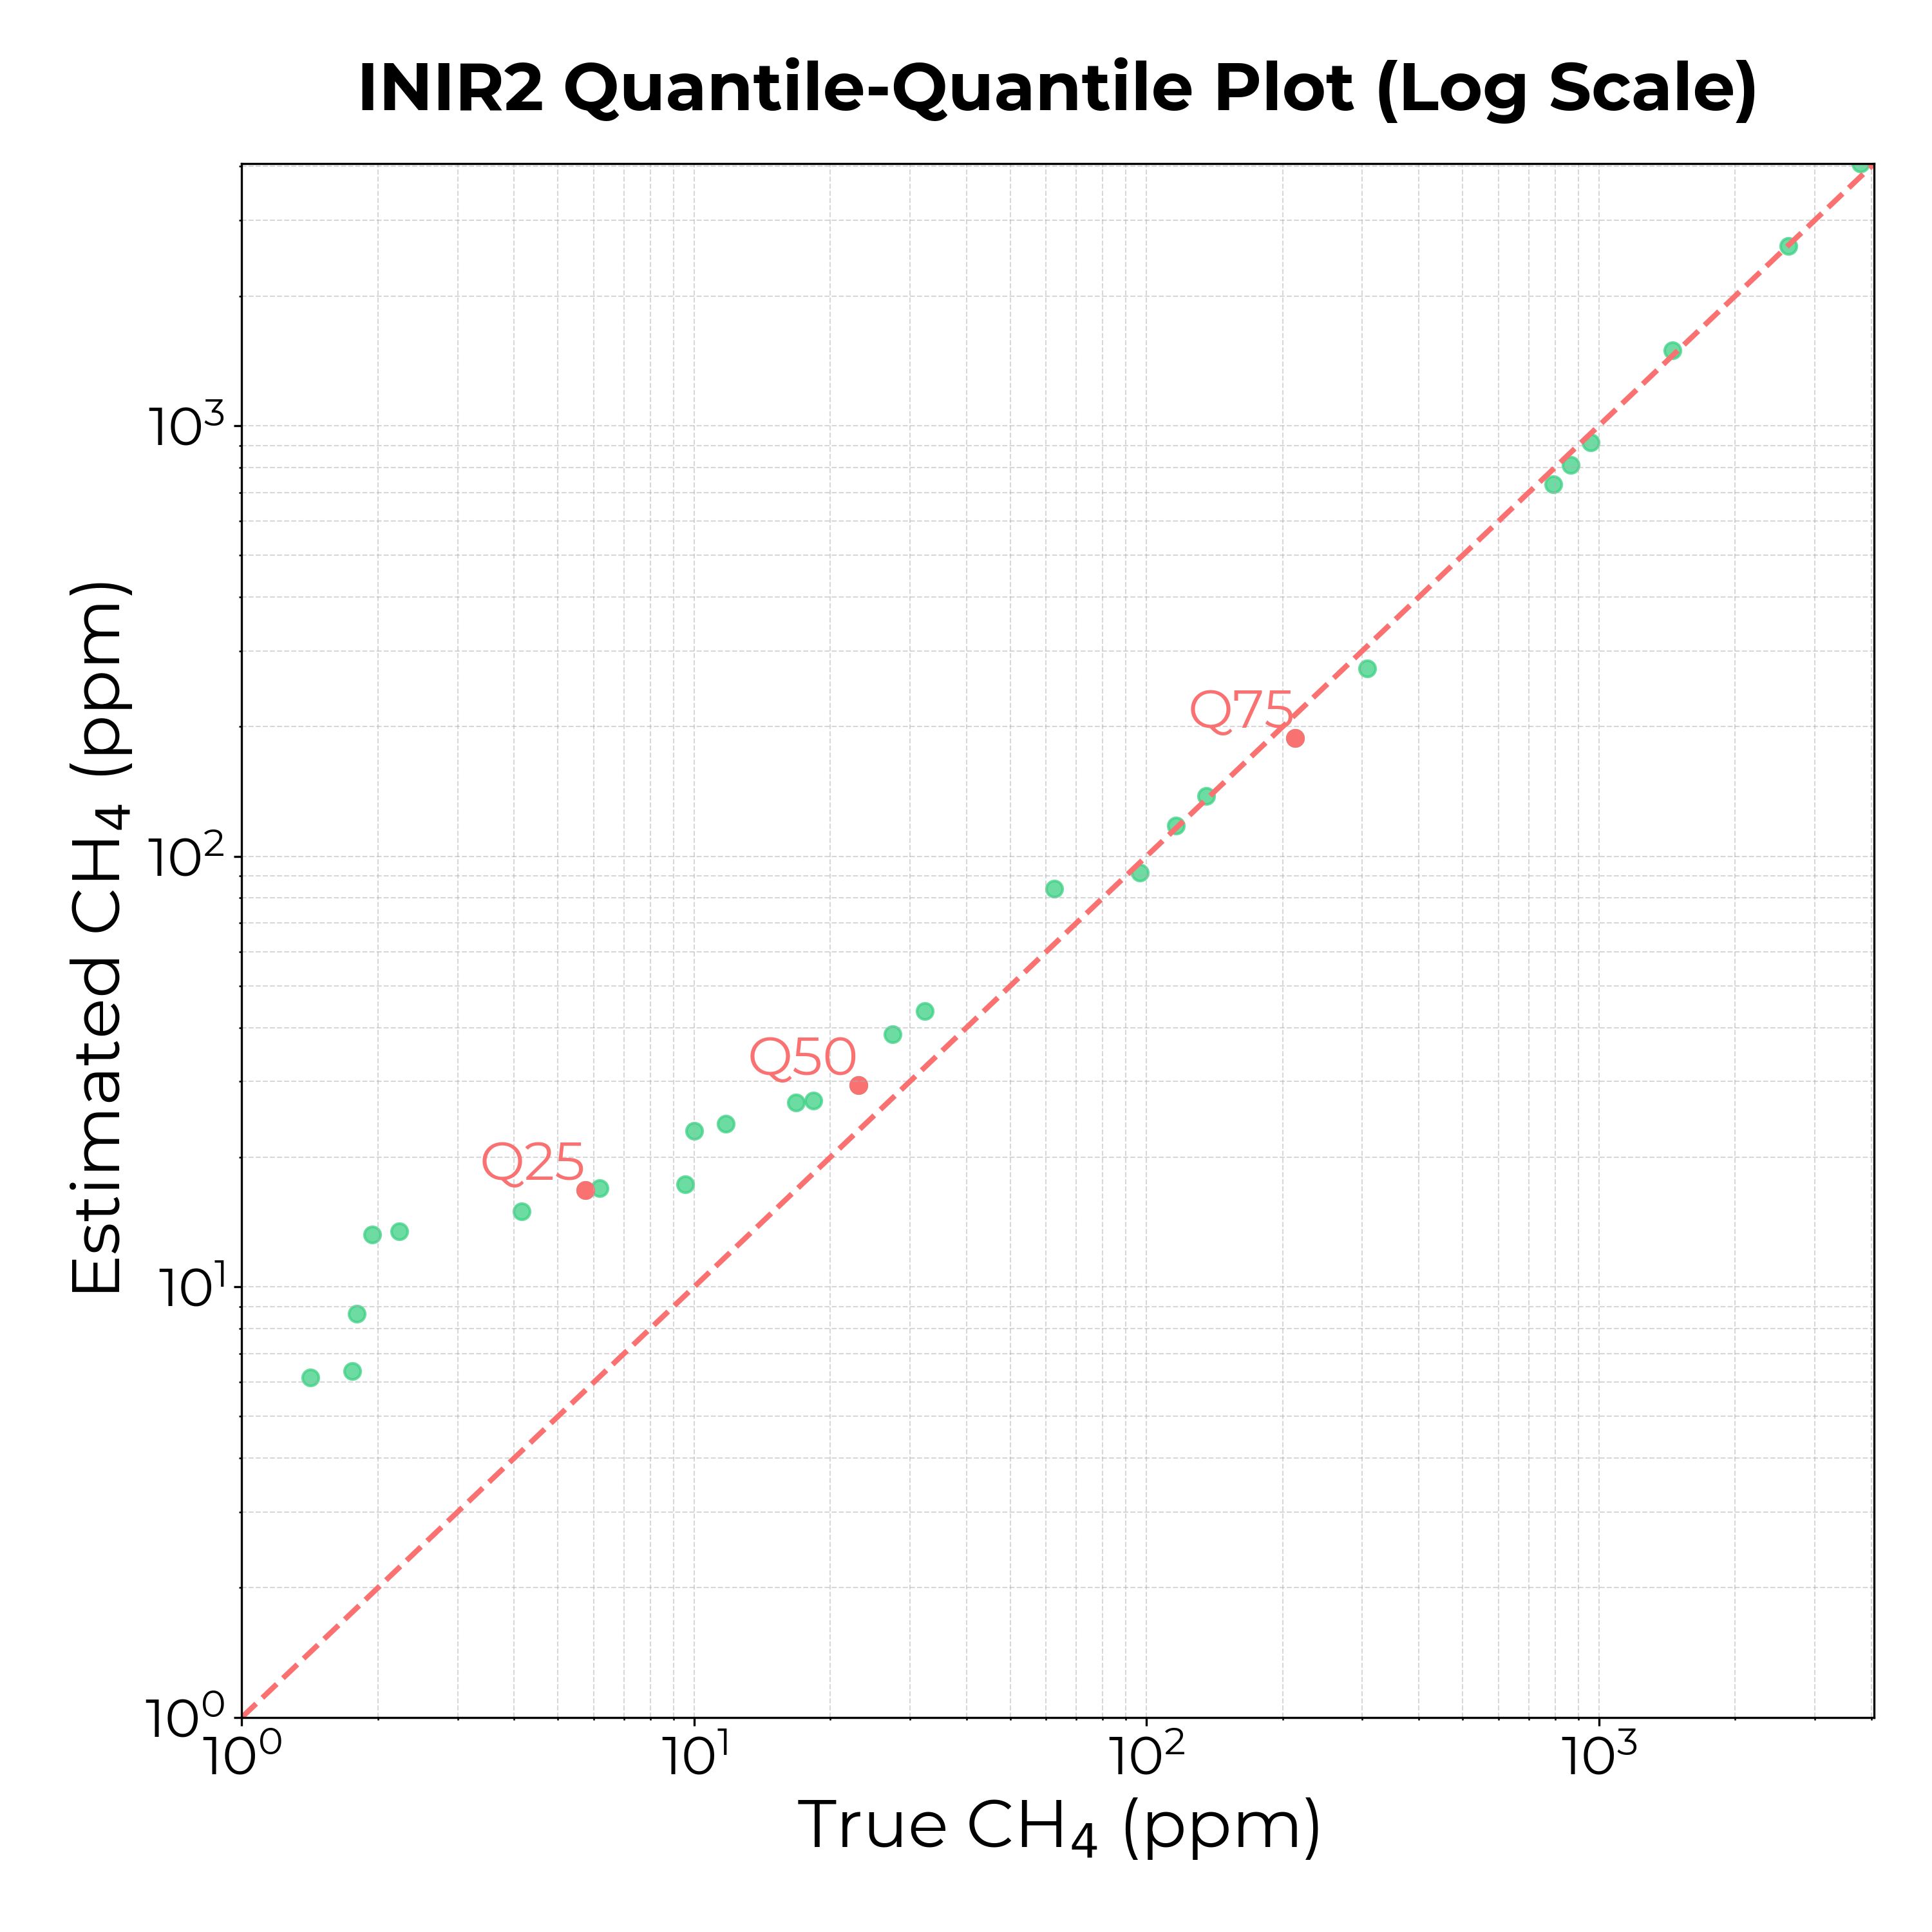 INIR2 Quantile-Quantile Plot (Log Scale)
Estimated CH₄ (ppm)
10³
10²
10¹
10⁰
Q75
Q50
Q25
10⁰ 10¹ 10² 10³
True CH₄ (ppm)